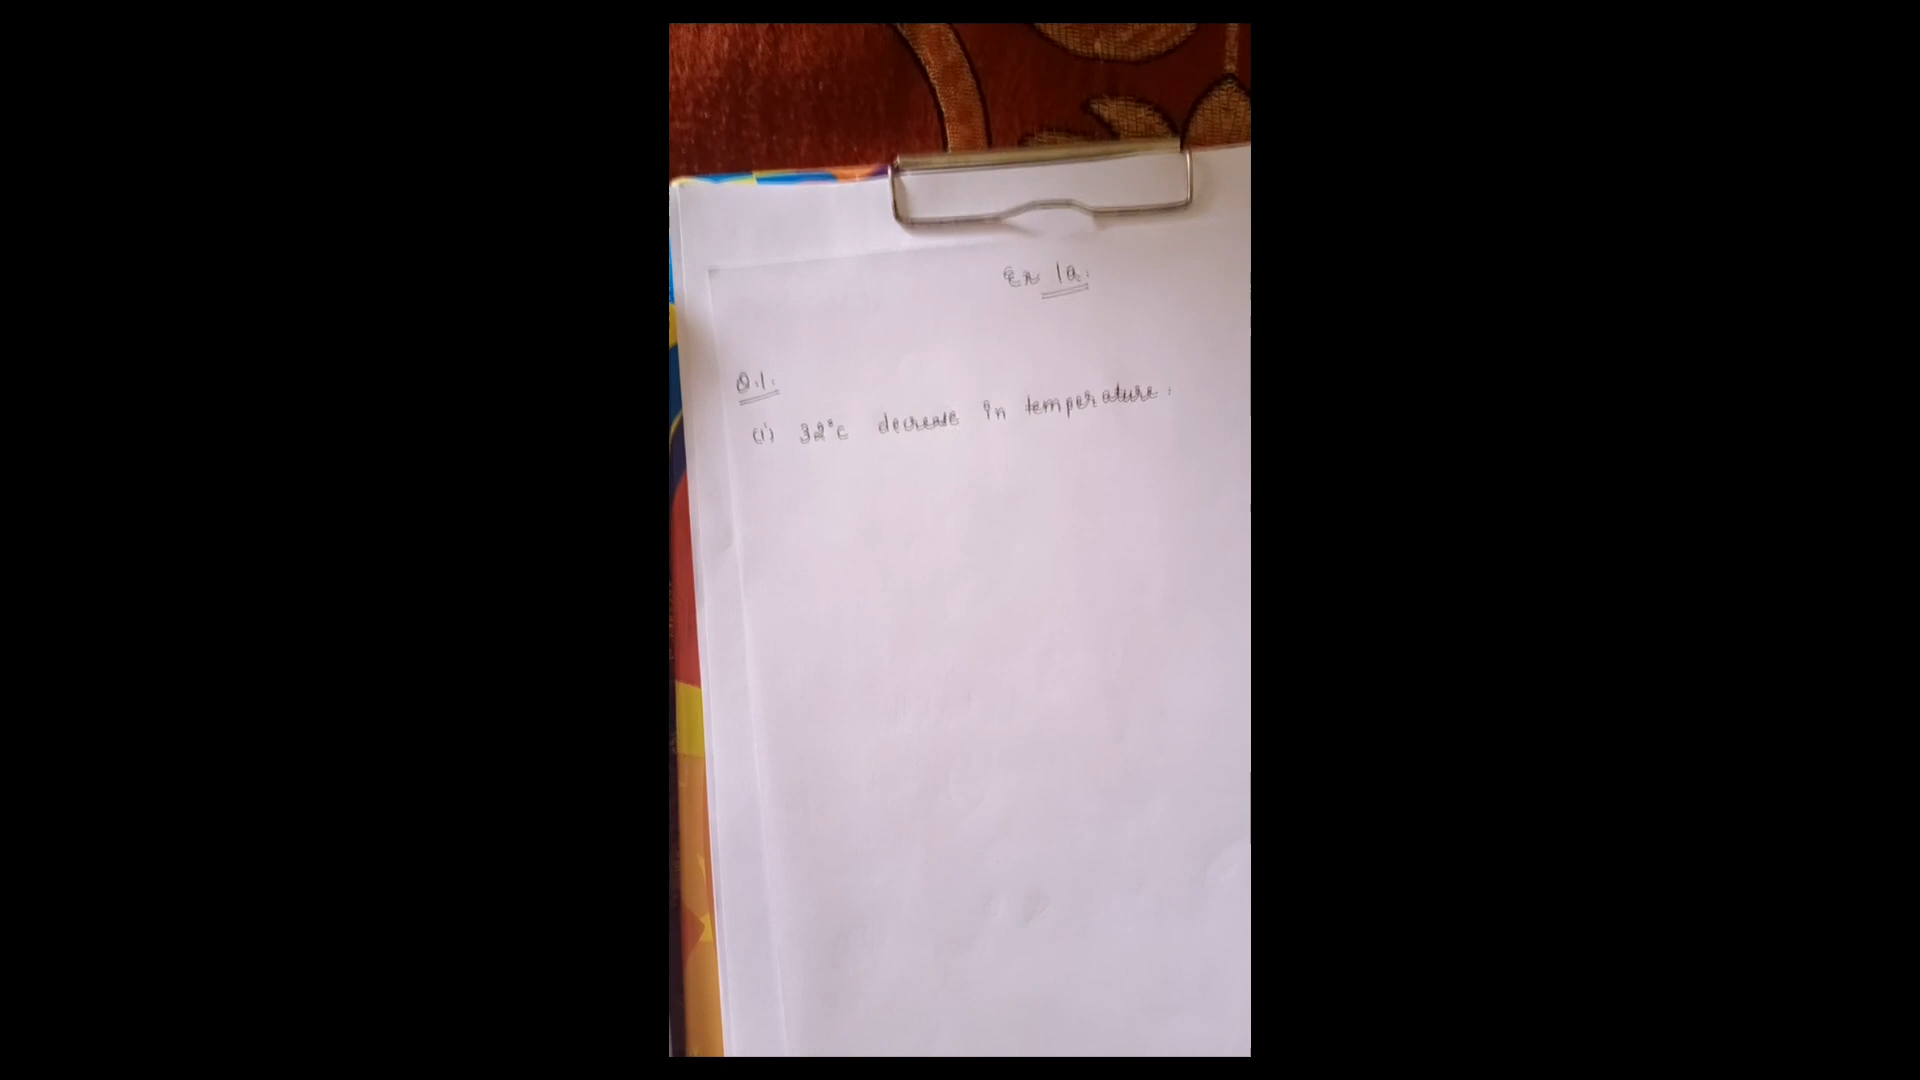 Ex 1a.
Q.1.
(i) 32°C decrease in temperature.